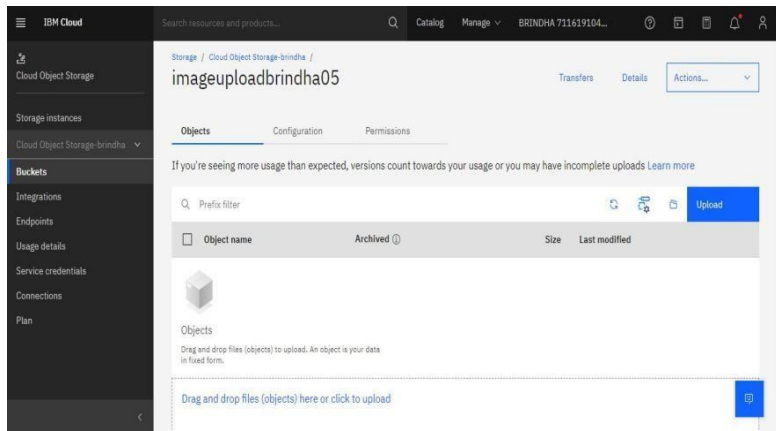 IBM Cloud
Search resources and products...
Catalog
Manage
BRINDHA 711619104...
Cloud Object Storage
Storage instances
Cloud Object Storage-brindha
Buckets
Integrations
Endpoints
Usage details
Service credentials
Connections
Plan
Storage / Cloud Object Storage-brindha /
imageuploadbrindha05
Transfers
Details
Actions...
Objects
Configuration
Permissions
If you're seeing more usage than expected, versions count towards your usage or you may have incomplete uploads Learn more
Prefix filter
Upload
Object name
Archived
Size
Last modified
Objects
Drag and drop files (objects) to upload. An object is your data
in fixed form.
Drag and drop files (objects) here or click to upload